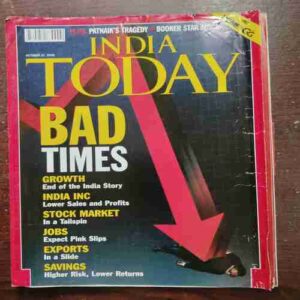 PATNAIK'S TRAGEDY
BOOKER STAR
INDIA
TODAY
BAD
TIMES
GROWTH
End of the India Story
INDIA INC
Lower Sales and Profits
STOCK MARKET
In a Tailspin
JOBS
Expect Pink Slips
EXPORTS
In a Slide
SAVINGS
Higher Risk, Lower Returns